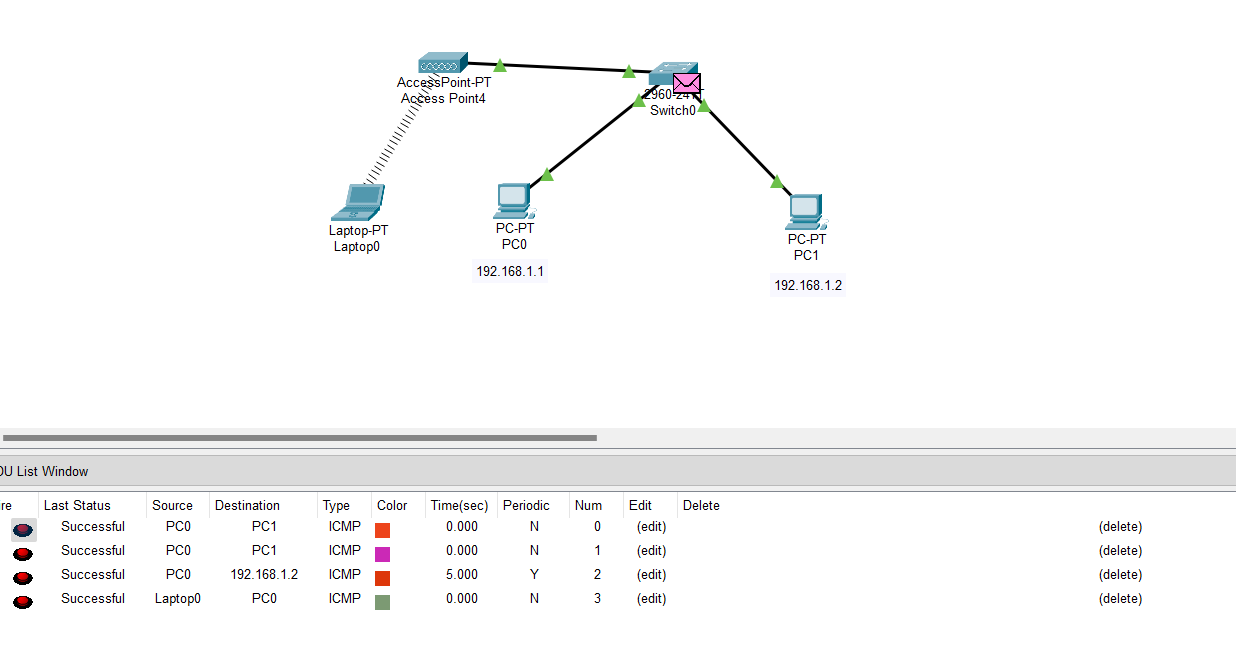 AccessPoint-PT
Access Point4
Switch0
Laptop-PT
Laptop0
PC-PT
PC0
192.168.1.1
PC-PT
PC1
192.168.1.2
DU List Window
re Last Status Source Destination Type Color Time(sec) Periodic Num Edit Delete
Successful PC0 PC1 ICMP 0.000 N 0 (edit) (delete)
Successful PC0 PC1 ICMP 0.000 N 1 (edit) (delete)
Successful PC0 192.168.1.2 ICMP 5.000 Y 2 (edit) (delete)
Successful Laptop0 PC0 ICMP 0.000 N 3 (edit) (delete)